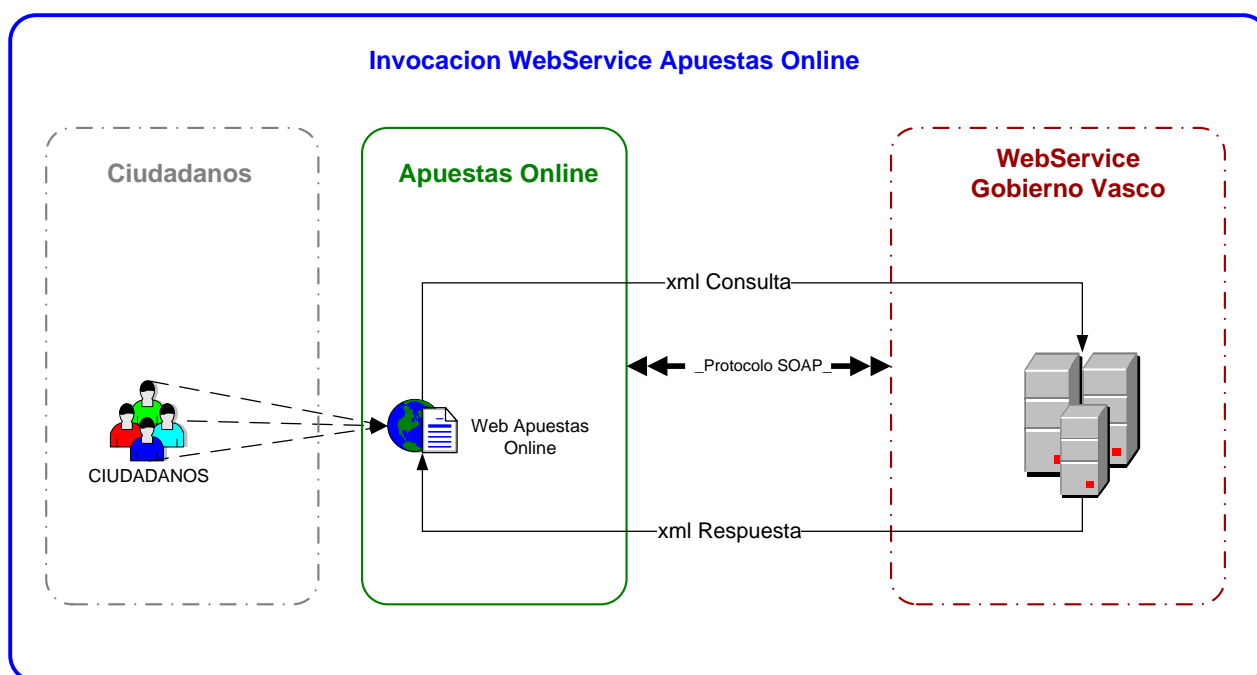 Invocacion WebService Apuestas Online
Ciudadanos
Apuestas Online
WebService
Gobierno Vasco
xml Consulta
_Protocolo SOAP_
Web Apuestas
Online
CIUDADANOS
xml Respuesta